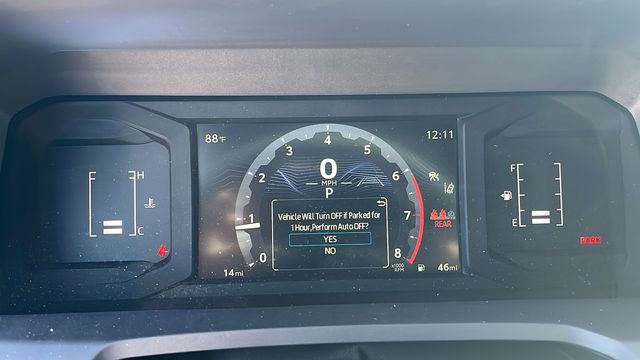 88°F
12:11
4
3 5
2 6
1 7
0 8
0
MPH
P
Vehicle Will Turn OFF if Parked for
1 Hour,Perform Auto OFF?
YES
NO
x1000
RPM
14mi
46mi
REAR
F H
C
F
E
PARK